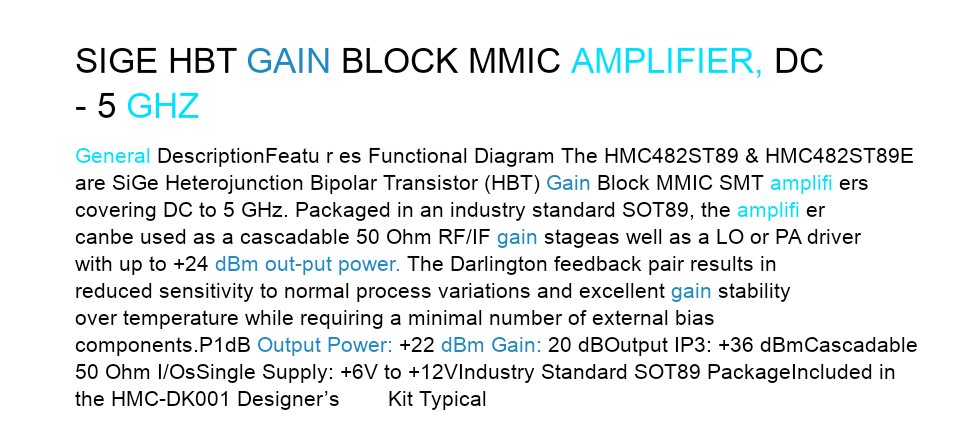 SIGE HBT GAIN BLOCK MMIC AMPLIFIER, DC
- 5 GHZ
General DescriptionFeatu r es Functional Diagram The HMC482ST89 & HMC482ST89E
are SiGe Heterojunction Bipolar Transistor (HBT) Gain Block MMIC SMT amplifi ers
covering DC to 5 GHz. Packaged in an industry standard SOT89, the amplifi er
canbe used as a cascadable 50 Ohm RF/IF gain stageas well as a LO or PA driver
with up to +24 dBm out-put power. The Darlington feedback pair results in
reduced sensitivity to normal process variations and excellent gain stability
over temperature while requiring a minimal number of external bias
components.P1dB Output Power: +22 dBm Gain: 20 dBOutput IP3: +36 dBmCascadable
50 Ohm I/OsSingle Supply: +6V to +12VIndustry Standard SOT89 PackageIncluded in
the HMC-DK001 Designer’s Kit Typical